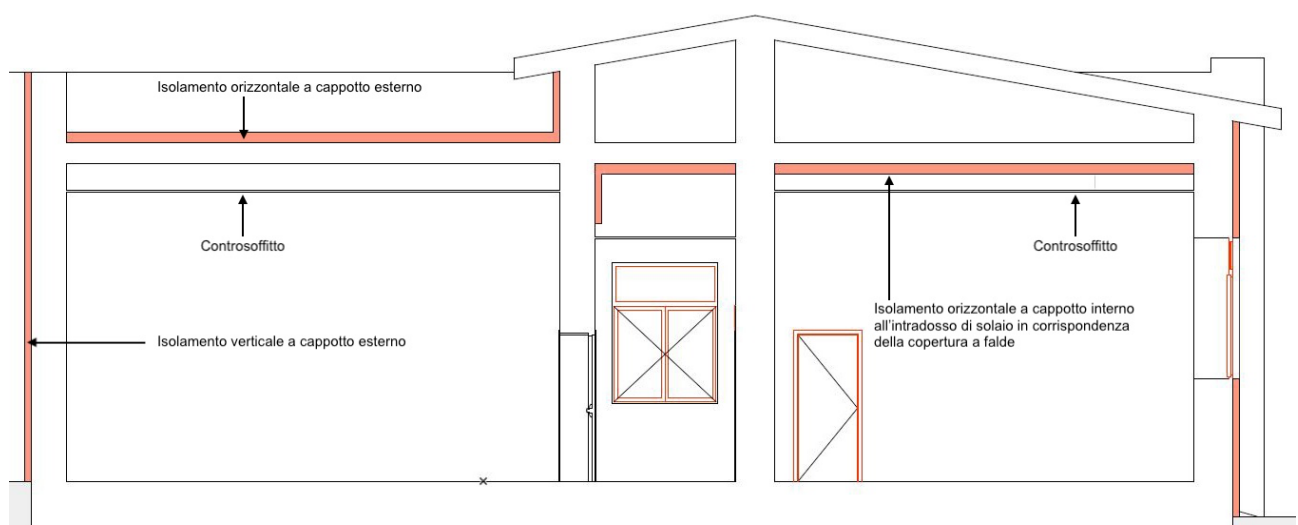 Isolamento orizzontale a cappotto esterno
Controsoffitto
Controsoffitto
Isolamento orizzontale a cappotto interno
all'intradosso di solaio in corrispondenza
della copertura a falde
Isolamento verticale a cappotto esterno